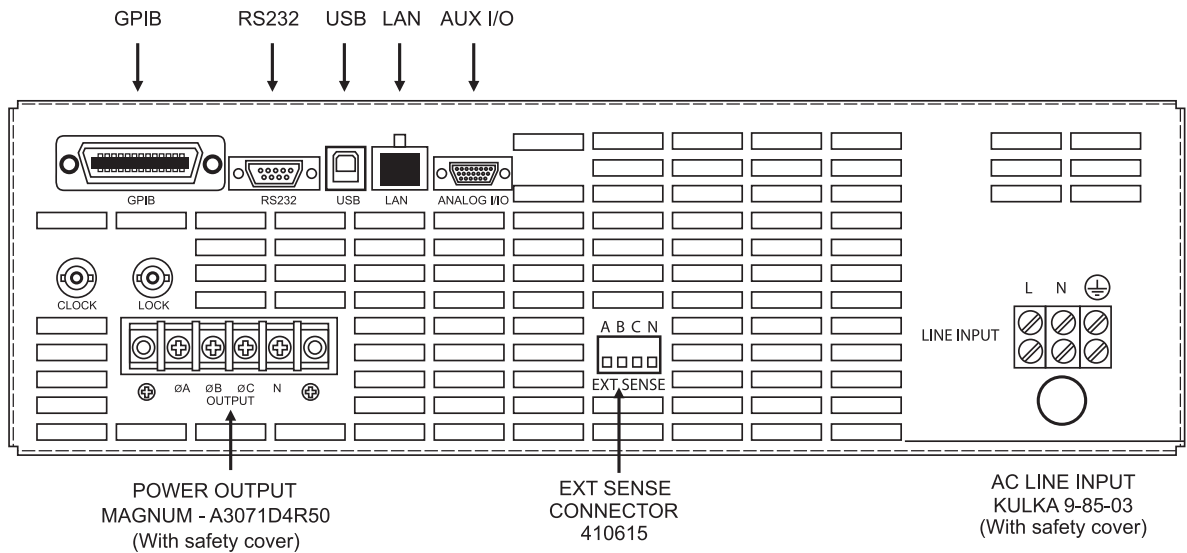 GPIB RS232 USB LAN AUX I/O
GPIB RS232 USB LAN ANALOG I/IO
CLOCK LOCK
L N
A B C N
LINE INPUT
EXT SENSE
ØA ØB ØC N
OUTPUT
POWER OUTPUT
MAGNUM - A3071D4R50
(With safety cover)
EXT SENSE
CONNECTOR
410615
AC LINE INPUT
KULKA 9-85-03
(With safety cover)